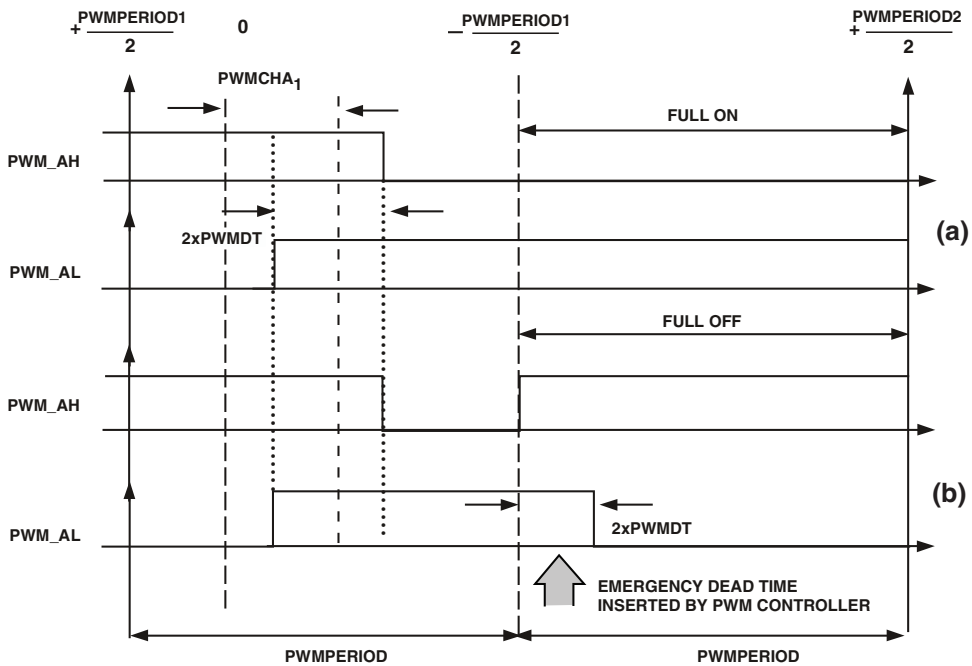 + PWMPERIOD1
2
0
– PWMPERIOD1
2
+ PWMPERIOD2
2
PWMCHA1
FULL ON
PWM_AH
(a)
2xPWMDT
PWM_AL
FULL OFF
PWM_AH
(b)
PWM_AL
2xPWMDT
EMERGENCY DEAD TIME
INSERTED BY PWM CONTROLLER
PWMPERIOD
PWMPERIOD